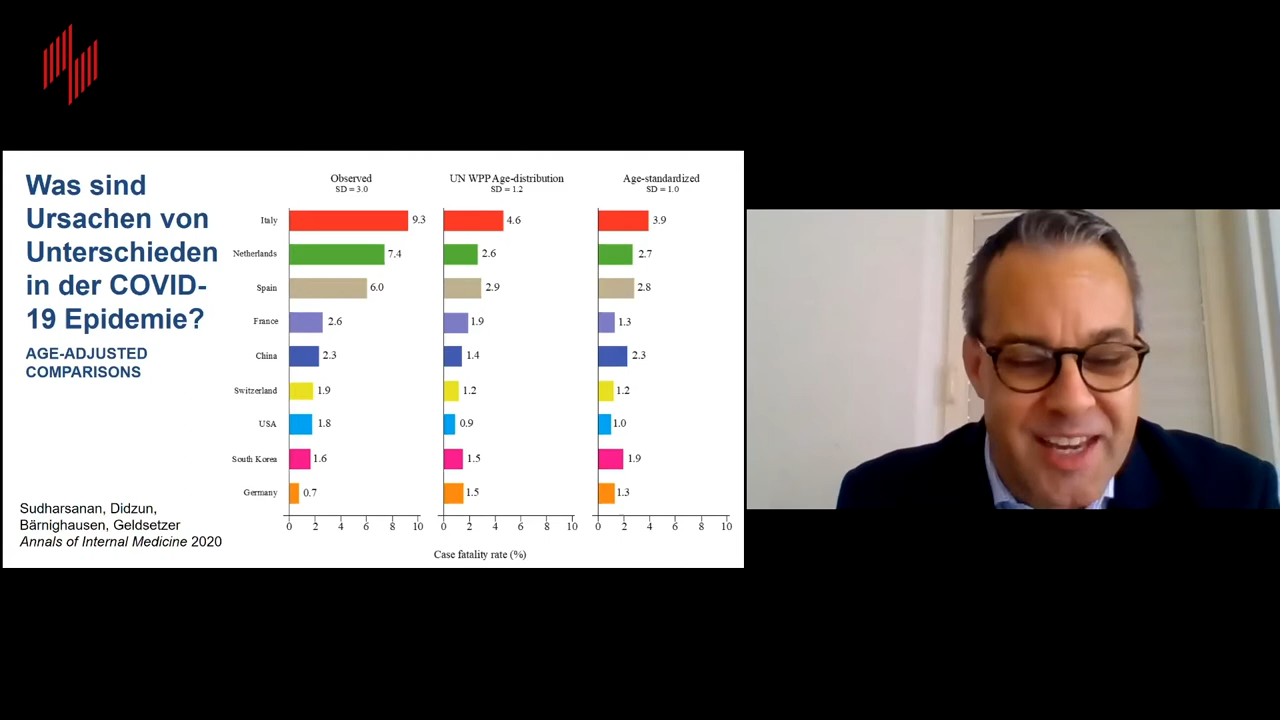 Was sind
Ursachen von
Unterschieden
in der COVID-
19 Epidemie?
AGE-ADJUSTED
COMPARISONS
Sudharsanan, Didzun,
Bärnighausen, Geldsetzer
Annals of Internal Medicine 2020
Observed
SD = 3.0
UN WPP Age-distribution
SD = 1.2
Age-standardized
SD = 1.0
Italy 9.3 4.6 3.9
Netherlands 7.4 2.6 2.7
Spain 6.0 2.9 2.8
France 2.6 1.9 1.3
China 2.3 1.4 2.3
Switzerland 1.9 1.2 1.2
USA 1.8 0.9 1.0
South Korea 1.6 1.5 1.9
Germany 0.7 1.5 1.3
0 2 4 6 8 10 0 2 4 6 8 10 0 2 4 6 8 10
Case fatality rate (%)